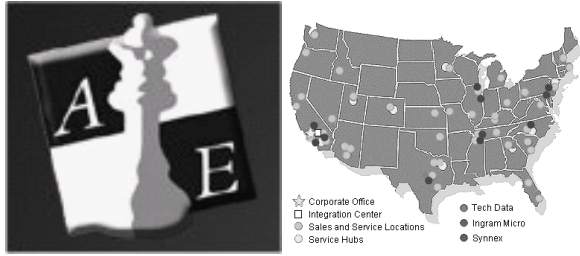 A
E
Corporate Office
Integration Center
Sales and Service Locations
Service Hubs
Tech Data
Ingram Micro
Synnex